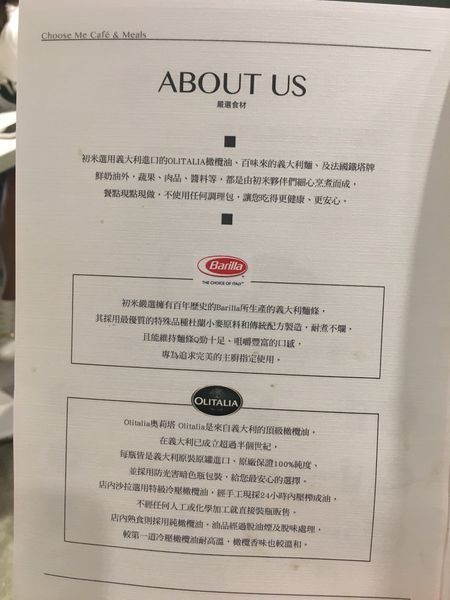 Choose Me Café & Meals
ABOUT US
嚴選食材
初米選用義大利進口的OLITALIA橄欖油、百味來的義大利麵、及法國鐵塔牌
鮮奶油外，蔬果、肉品、醬料等，都是由初米夥伴們細心烹煮而成，
餐點現點現做，不使用任何調理包，讓您吃得更健康、更安心。
Barilla
THE CHOICE OF ITALY
初米嚴選擁有百年歷史的Barilla所生產的義大利麵條，
其採用最優質的特殊品種杜蘭小麥原料和傳統配方製造，耐煮不爛，
且能維持麵條Q勁十足、咀嚼豐富的口感，
專為追求完美的主廚指定使用。
OLITALIA
Olitalia奧莉塔 Olitalia是來自義大利的頂級橄欖油，
在義大利已成立超過半個世紀，
每瓶皆是義大利原裝原罐進口、原廠保證100%純度、
並採用防光害暗色瓶包裝，給您最安心的選擇。
店內沙拉選用特級冷壓橄欖油，經手工現採24小時內壓榨成油，
不經任何人工或化學加工就直接裝瓶販售。
店內熟食則採用純橄欖油。油品經過脫油煙及脫味處理，
較第一道冷壓橄欖油耐高溫，橄欖香味也較溫和。